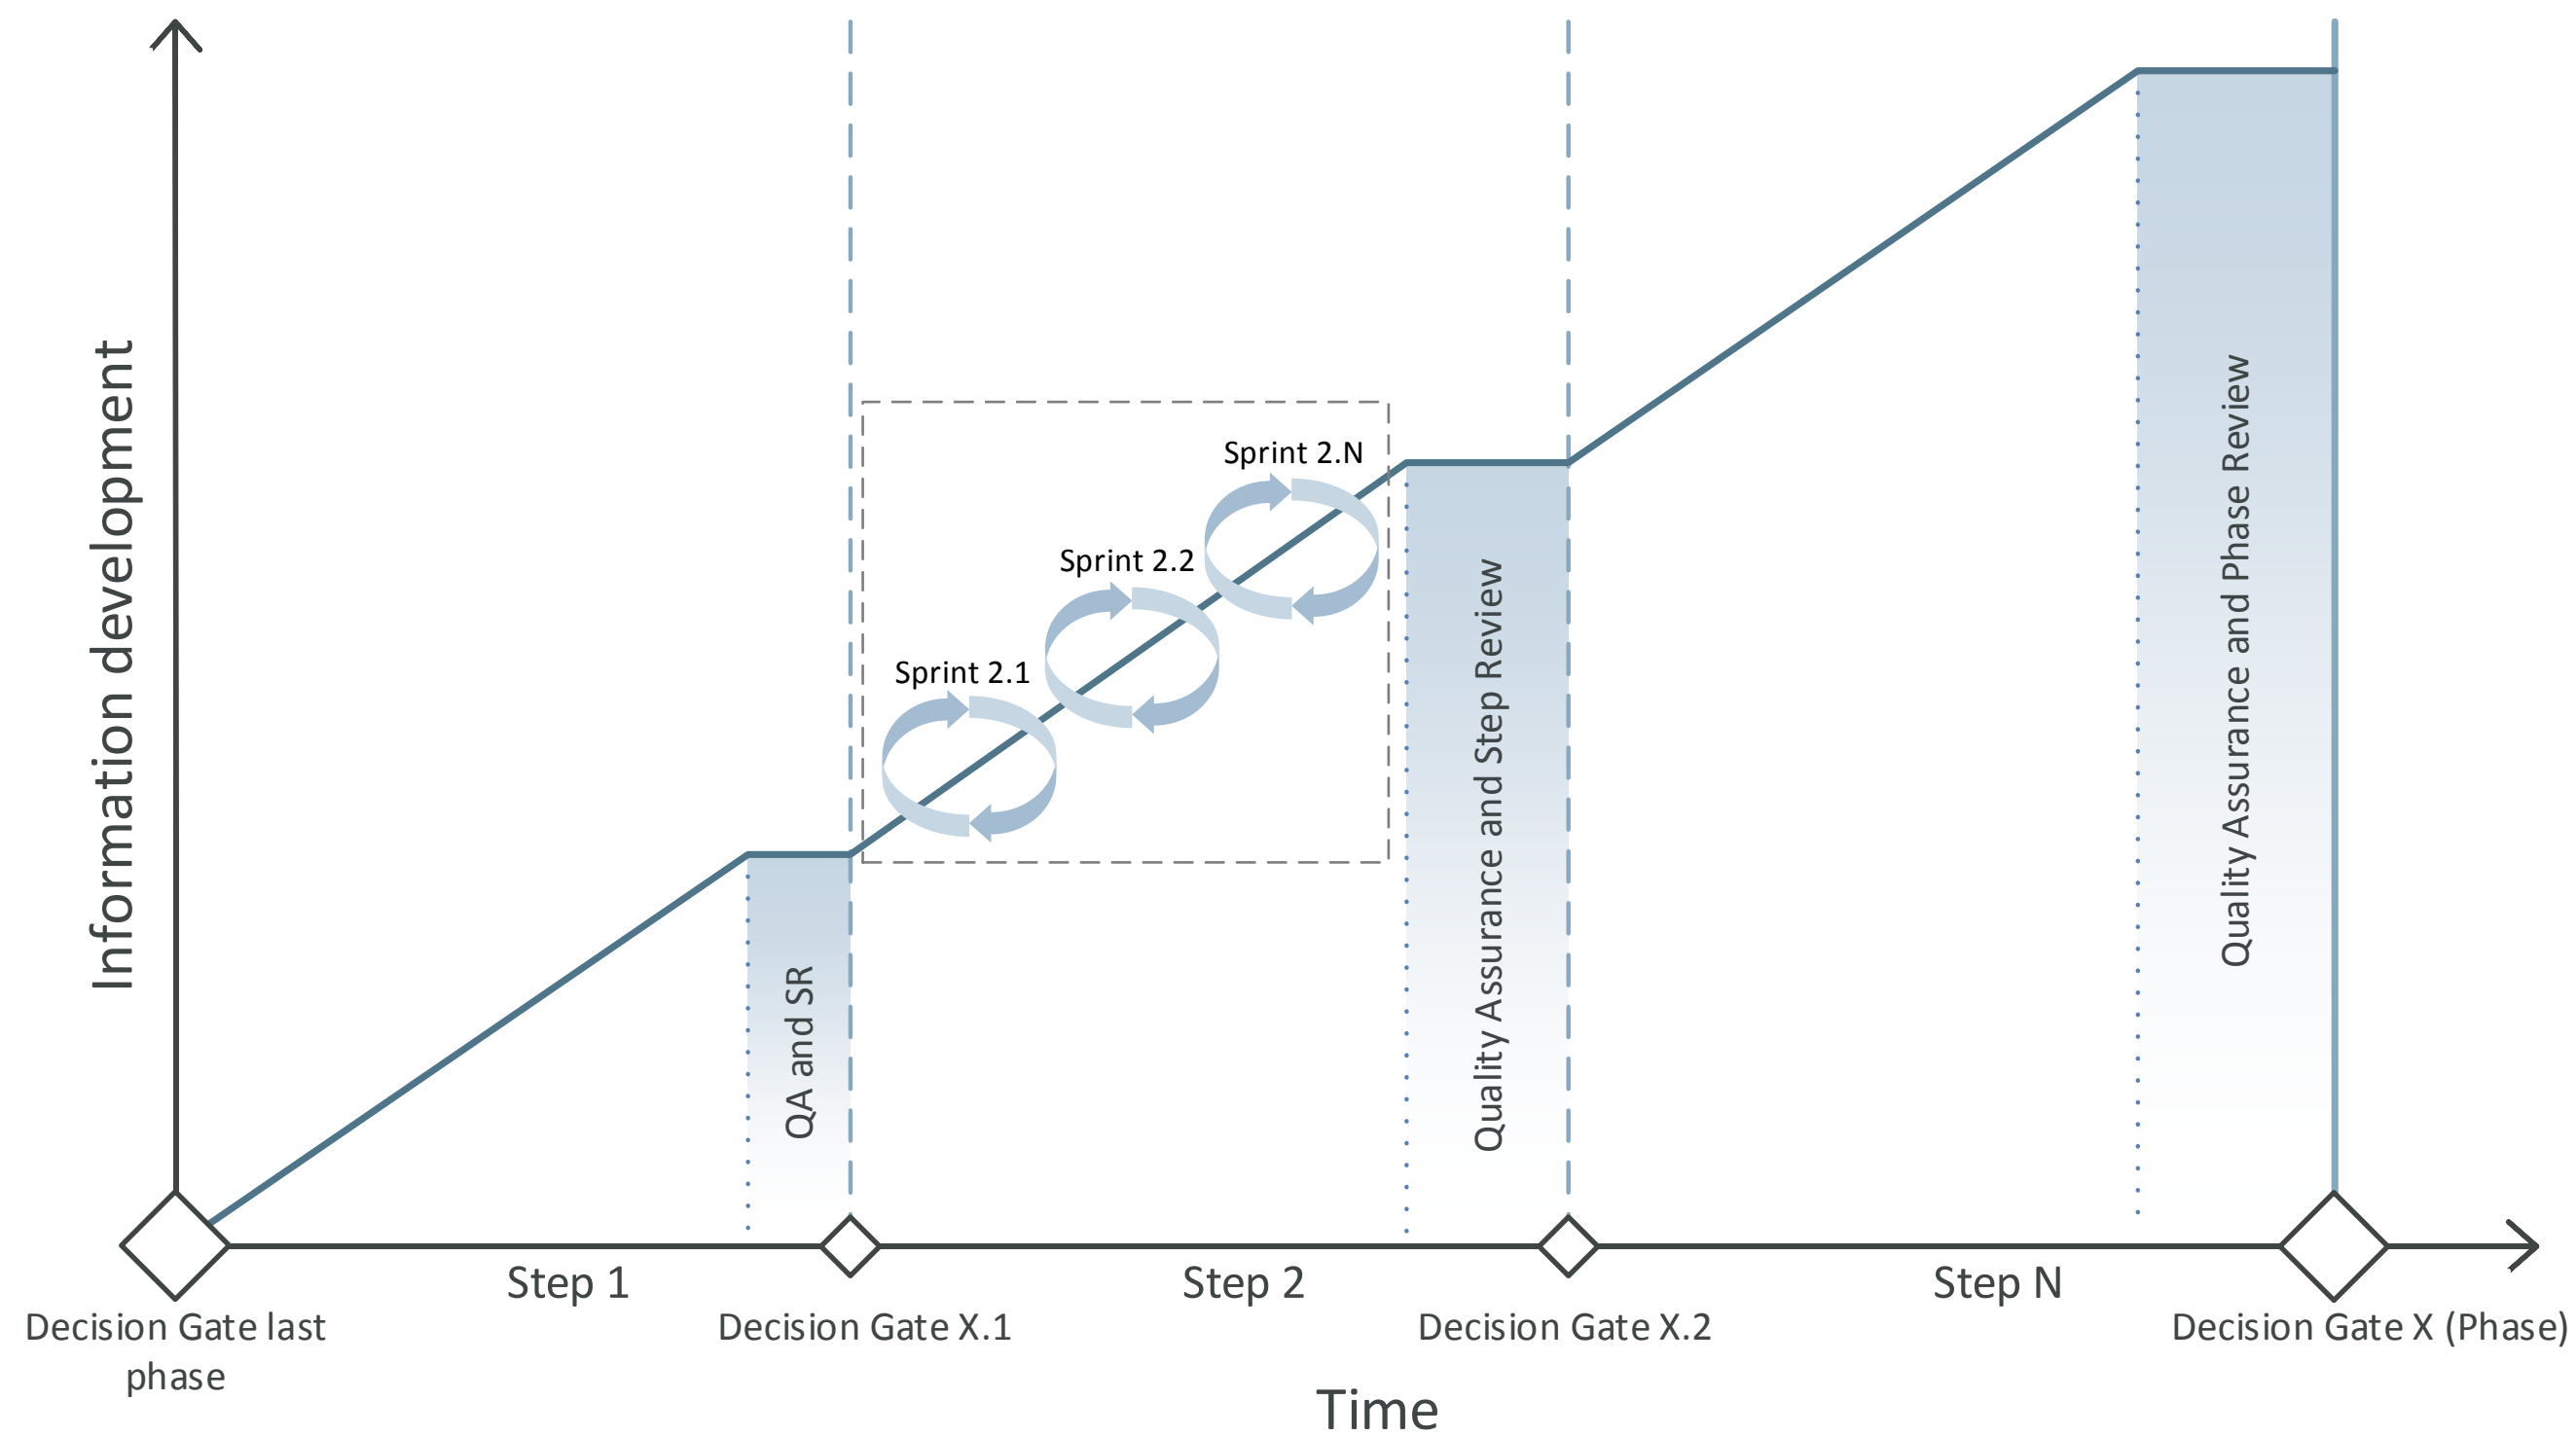 Information development
Sprint 2.N
Sprint 2.2
Sprint 2.1
QA and SR
Quality Assurance and Step Review
Quality Assurance and Phase Review
Step 1
Step 2
Step N
Decision Gate last
phase
Decision Gate X.1
Decision Gate X.2
Decision Gate X (Phase)
Time